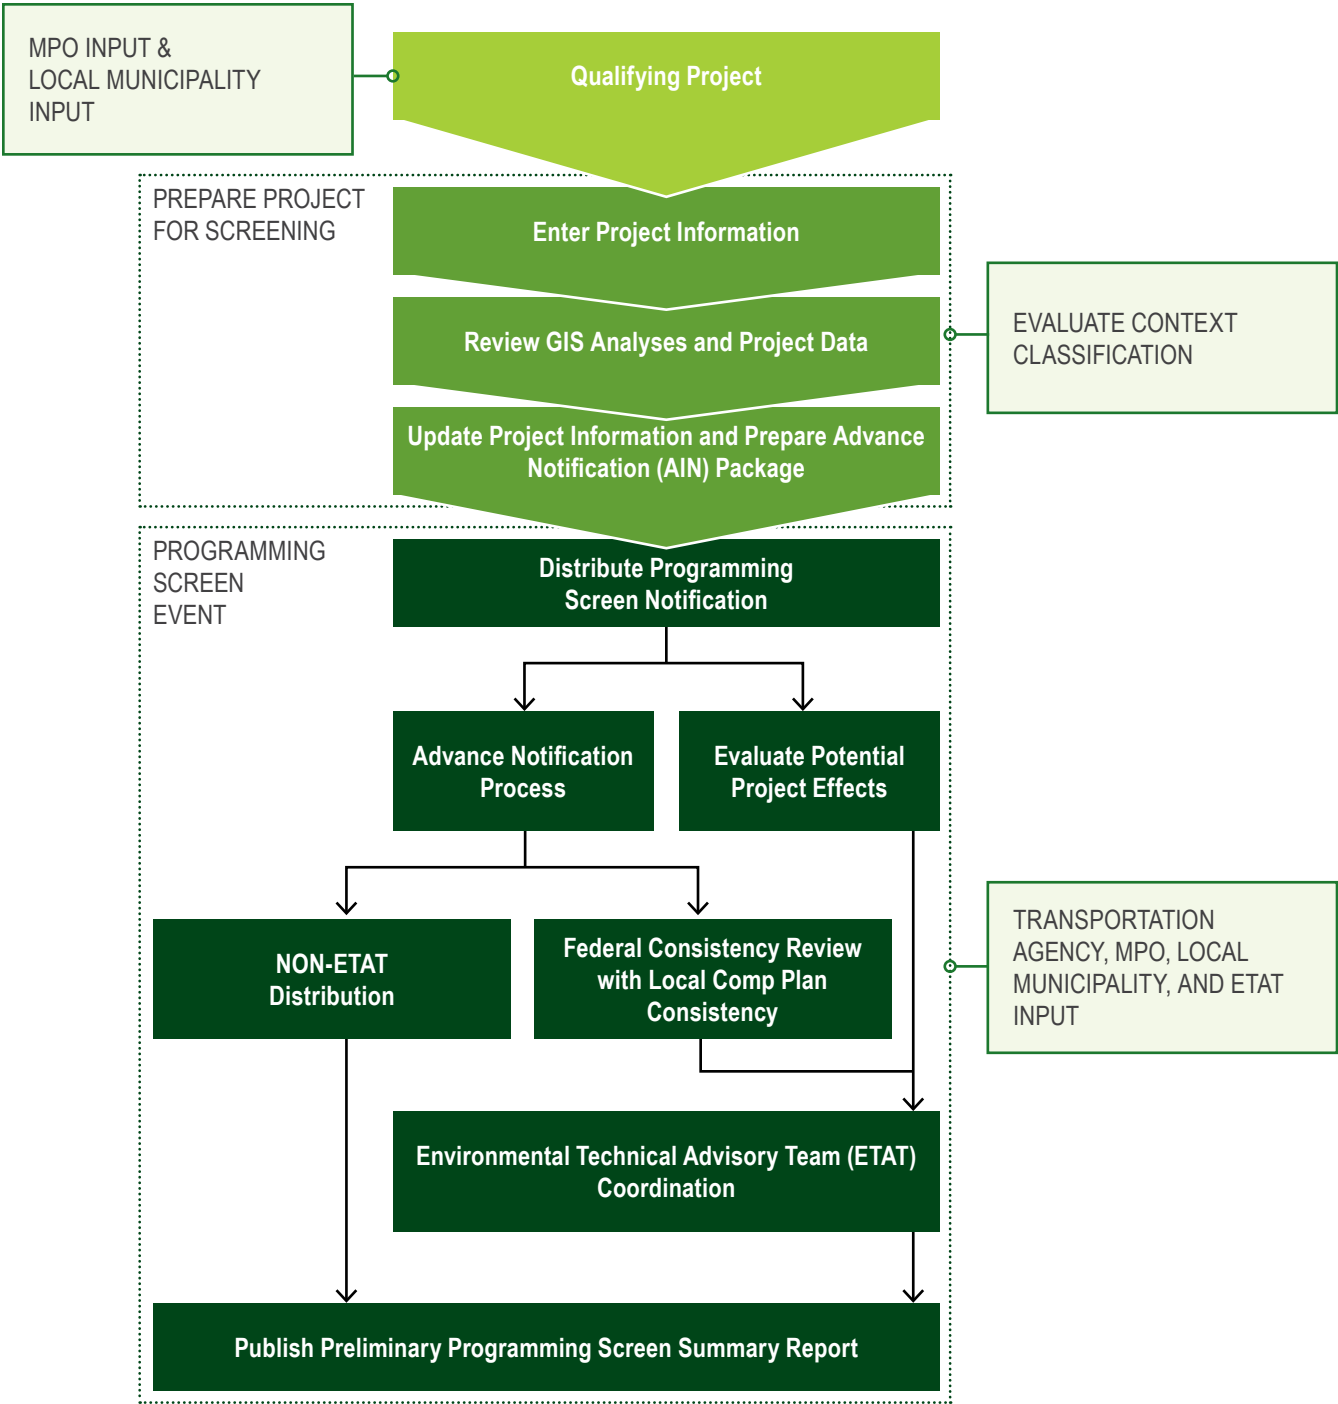 MPO INPUT &
LOCAL MUNICIPALITY
INPUT
Qualifying Project
PREPARE PROJECT
FOR SCREENING
Enter Project Information
Review GIS Analyses and Project Data
EVALUATE CONTEXT
CLASSIFICATION
Update Project Information and Prepare Advance
Notification (AIN) Package
PROGRAMMING
SCREEN
EVENT
Distribute Programming
Screen Notification
Advance Notification
Process
Evaluate Potential
Project Effects
NON-ETAT
Distribution
Federal Consistency Review
with Local Comp Plan
Consistency
TRANSPORTATION
AGENCY, MPO, LOCAL
MUNICIPALITY, AND ETAT
INPUT
Environmental Technical Advisory Team (ETAT)
Coordination
Publish Preliminary Programming Screen Summary Report